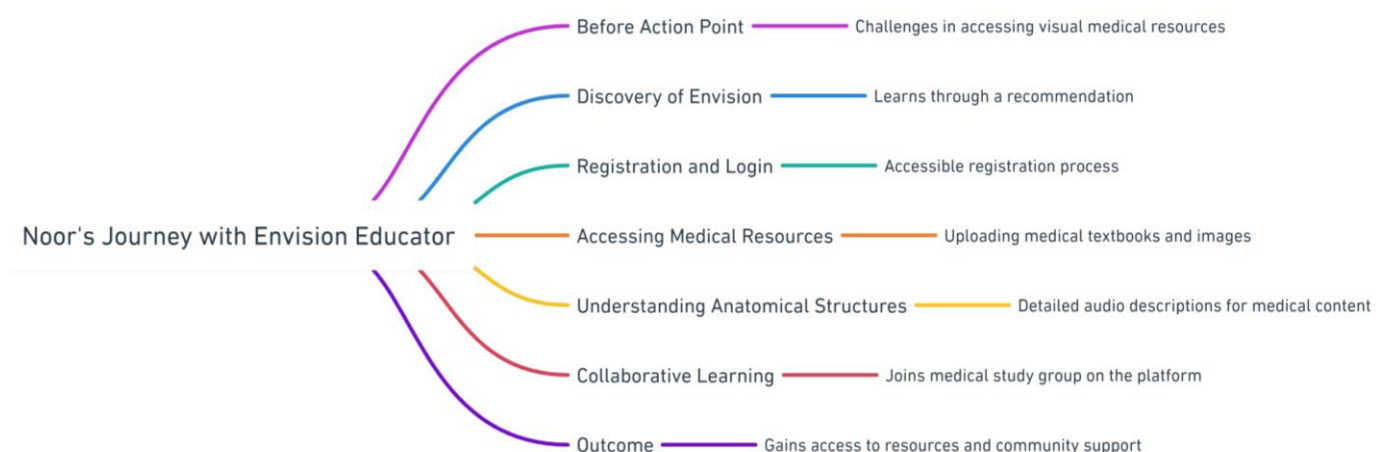 Before Action Point
Challenges in accessing visual medical resources
Discovery of Envision
Learns through a recommendation
Registration and Login
Accessible registration process
Noor's Journey with Envision Educator
Accessing Medical Resources
Uploading medical textbooks and images
Understanding Anatomical Structures
Detailed audio descriptions for medical content
Collaborative Learning
Joins medical study group on the platform
Outcome
Gains access to resources and community support